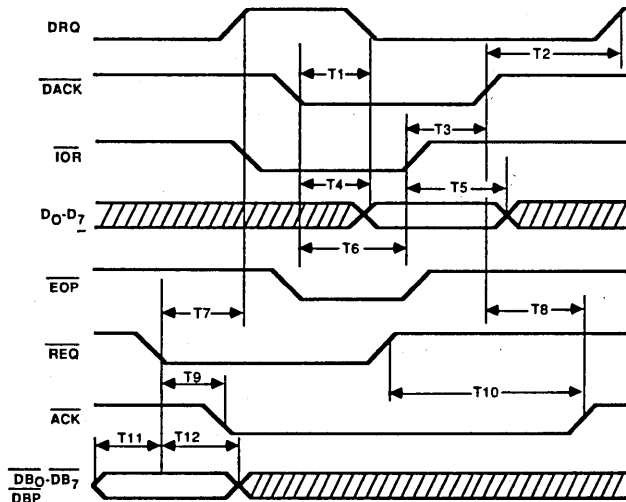 DRQ
T1
T2
DACK
T3
IOR
T4
T5
D0-D7
T6
EOP
T7
T8
REQ
T9
T10
ACK
T11
T12
DB0-DB7
DBP